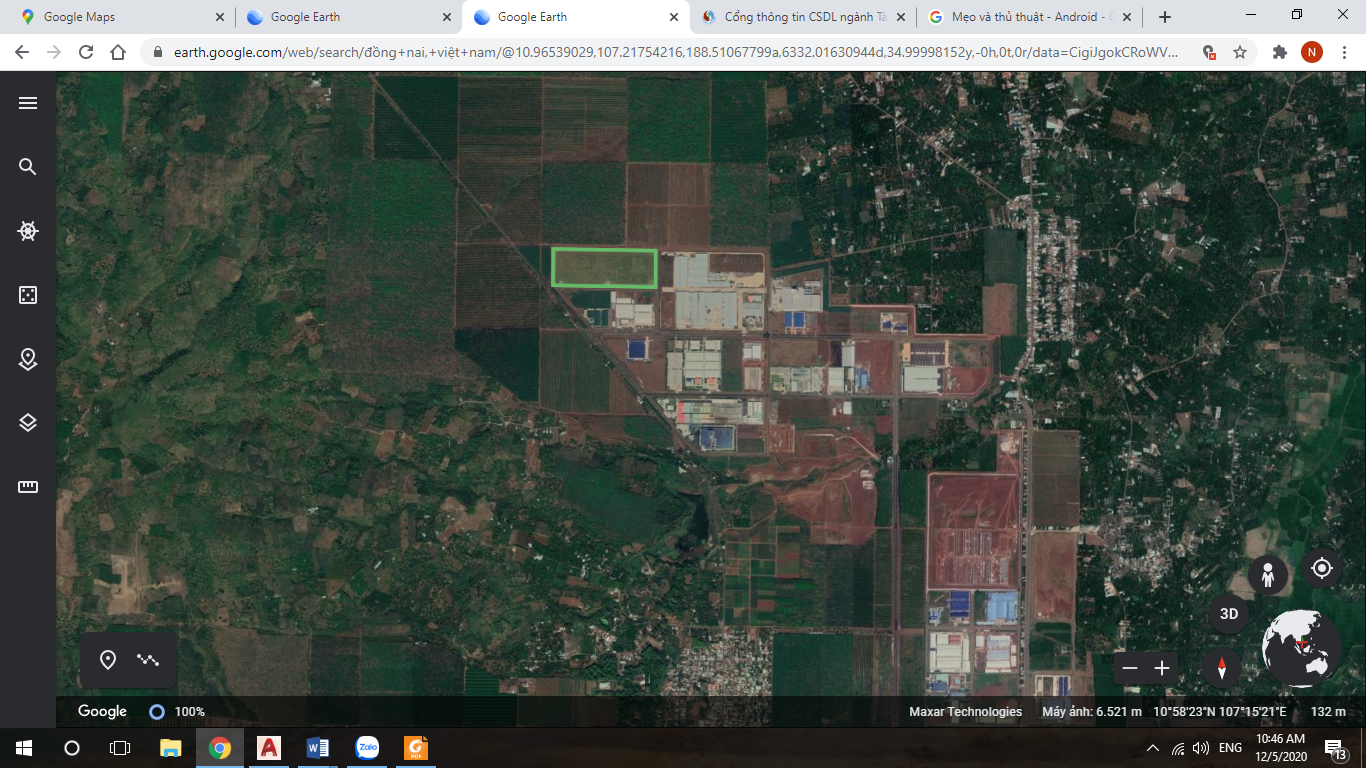 Google Maps
Google Earth
Google Earth
Cổng thông tin CSDL ngành Tà
Mẹo và thủ thuật - Android - G
earth.google.com/web/search/đồng+nai,+việt+nam/@10.96539029,107.21754216,188.51067799a,6332.01630944d,34.99998152y,-0h,0t,0r/data=CigiJgokCRoWV...
N
3D
Google
100%
Maxar Technologies
Máy ảnh: 6.521 m
10°58'23"N 107°15'21"E
132 m
A
W
Zalo
PDF
ENG
10:46 AM
12/5/2020
13